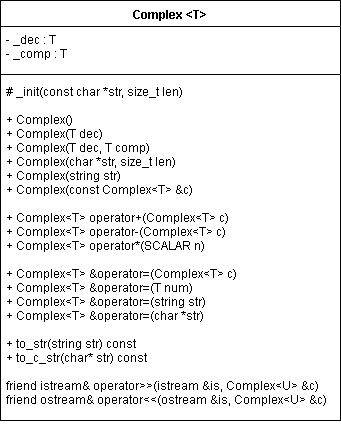 Complex <T>
- _dec : T
- _comp : T
# _init(const char *str, size_t len)
+ Complex()
+ Complex(T dec)
+ Complex(T dec, T comp)
+ Complex(char *str, size_t len)
+ Complex(string str)
+ Complex(const Complex<T> &c)
+ Complex<T> operator+(Complex<T> c)
+ Complex<T> operator-(Complex<T> c)
+ Complex<T> operator*(SCALAR n)
+ Complex<T> &operator=(Complex<T> c)
+ Complex<T> &operator=(T num)
+ Complex<T> &operator=(string str)
+ Complex<T> &operator=(char *str)
+ to_str(string str) const
+ to_c_str(char* str) const
friend istream& operator>>(istream &is, Complex<U> &c)
friend ostream& operator<<(ostream &is, Complex<U> &c)